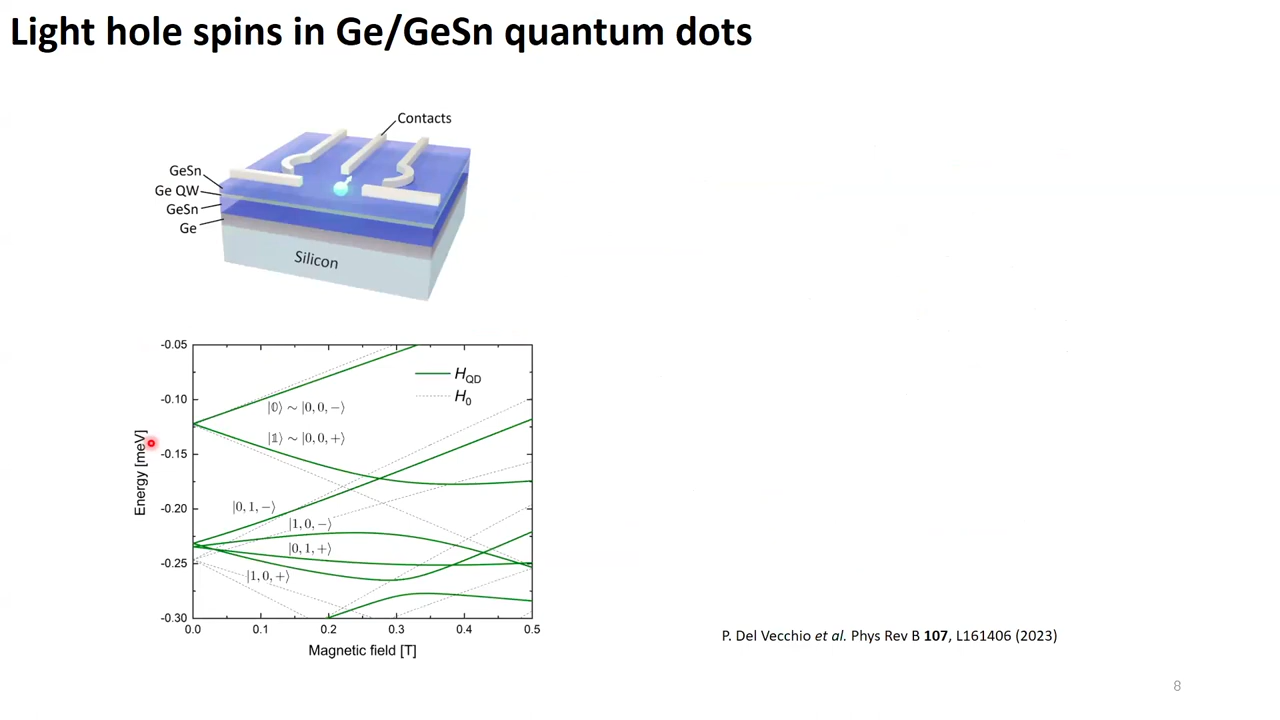 Light hole spins in Ge/GeSn quantum dots
Contacts
GeSn
Ge QW
GeSn
Ge
Silicon
-0.05
-0.10
-0.15
-0.20
-0.25
-0.30
Energy [meV]
H_QD
H_0
|𝟘⟩ ∼ |0, 0, −⟩
|𝟙⟩ ∼ |0, 0, +⟩
|0, 1, −⟩
|1, 0, −⟩
|0, 1, +⟩
|1, 0, +⟩
0.0 0.1 0.2 0.3 0.4 0.5
Magnetic field [T]
P. Del Vecchio et al. Phys Rev B 107, L161406 (2023)
8